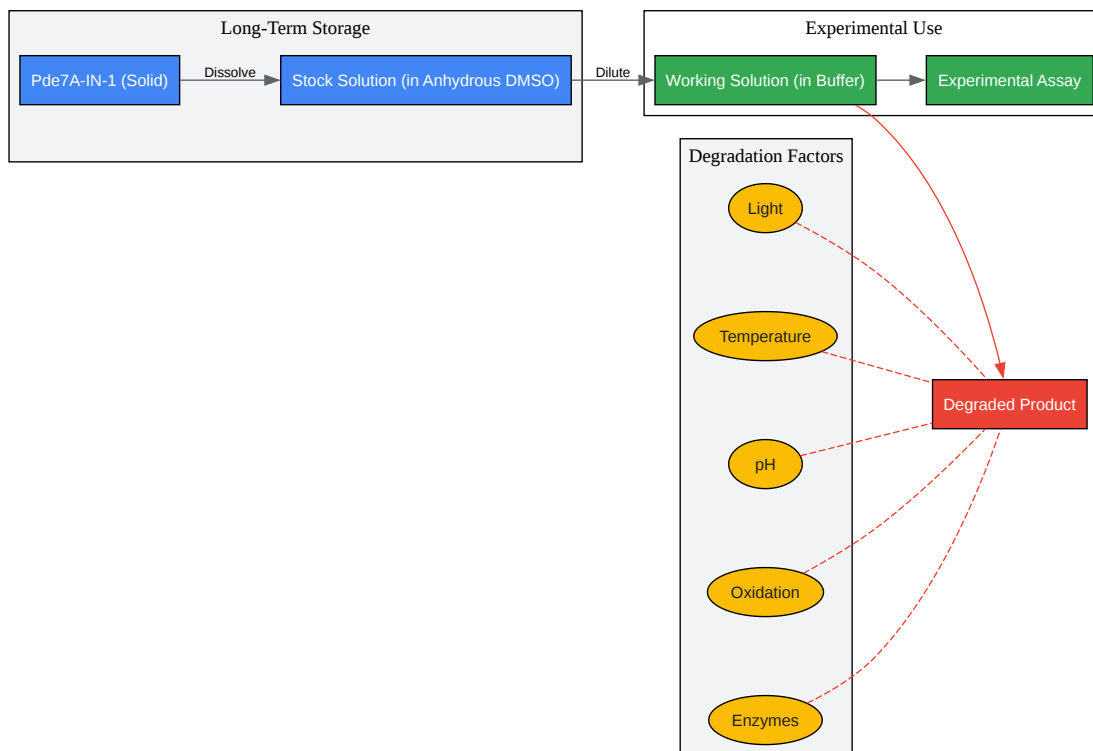 Long-Term Storage
Pde7A-IN-1 (Solid)
Dissolve
Stock Solution (in Anhydrous DMSO)
Dilute
Experimental Use
Working Solution (in Buffer)
Experimental Assay
Degradation Factors
Light
Temperature
pH
Oxidation
Enzymes
Degraded Product